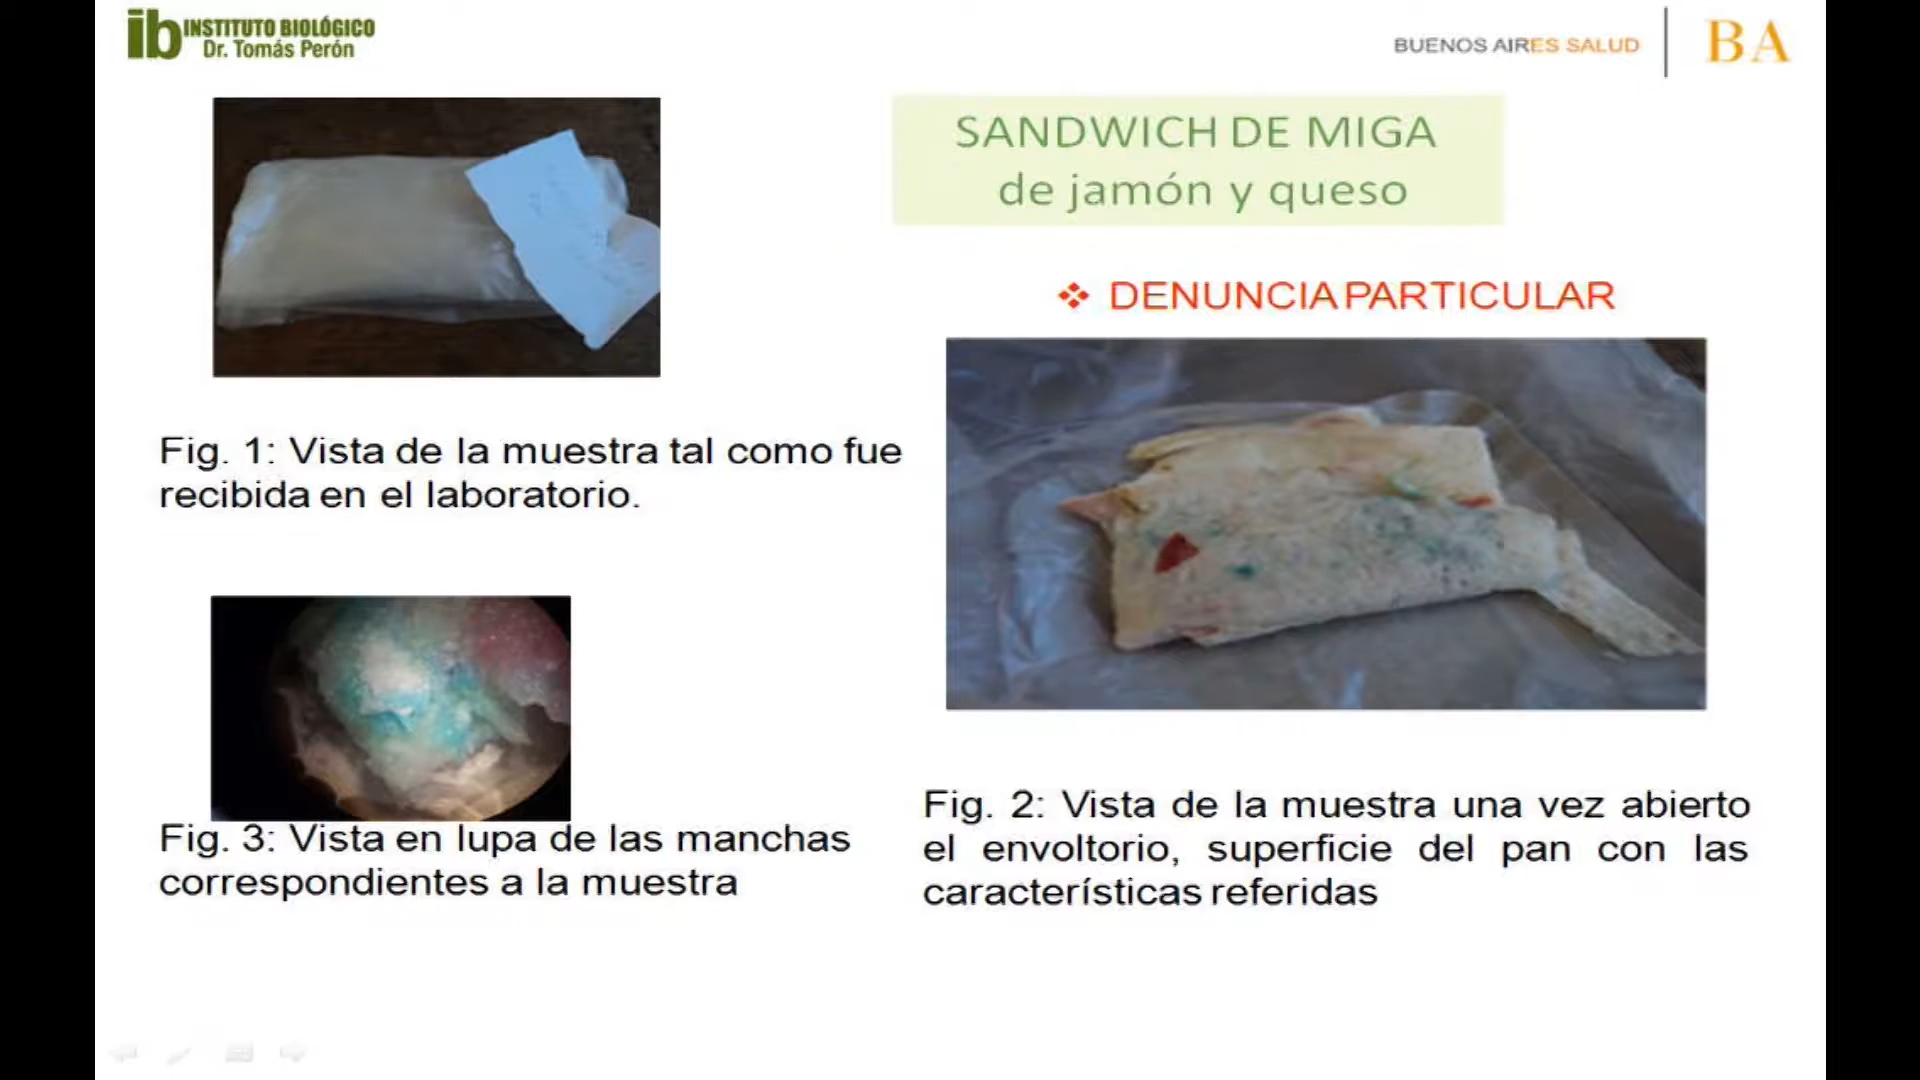 ib INSTITUTO BIOLÓGICO
Dr. Tomás Perón
BUENOS AIRES SALUD
BA
SANDWICH DE MIGA
de jamón y queso
❖ DENUNCIA PARTICULAR
Fig. 1: Vista de la muestra tal como fue
recibida en el laboratorio.
Fig. 3: Vista en lupa de las manchas
correspondientes a la muestra
Fig. 2: Vista de la muestra una vez abierto
el envoltorio, superficie del pan con las
características referidas